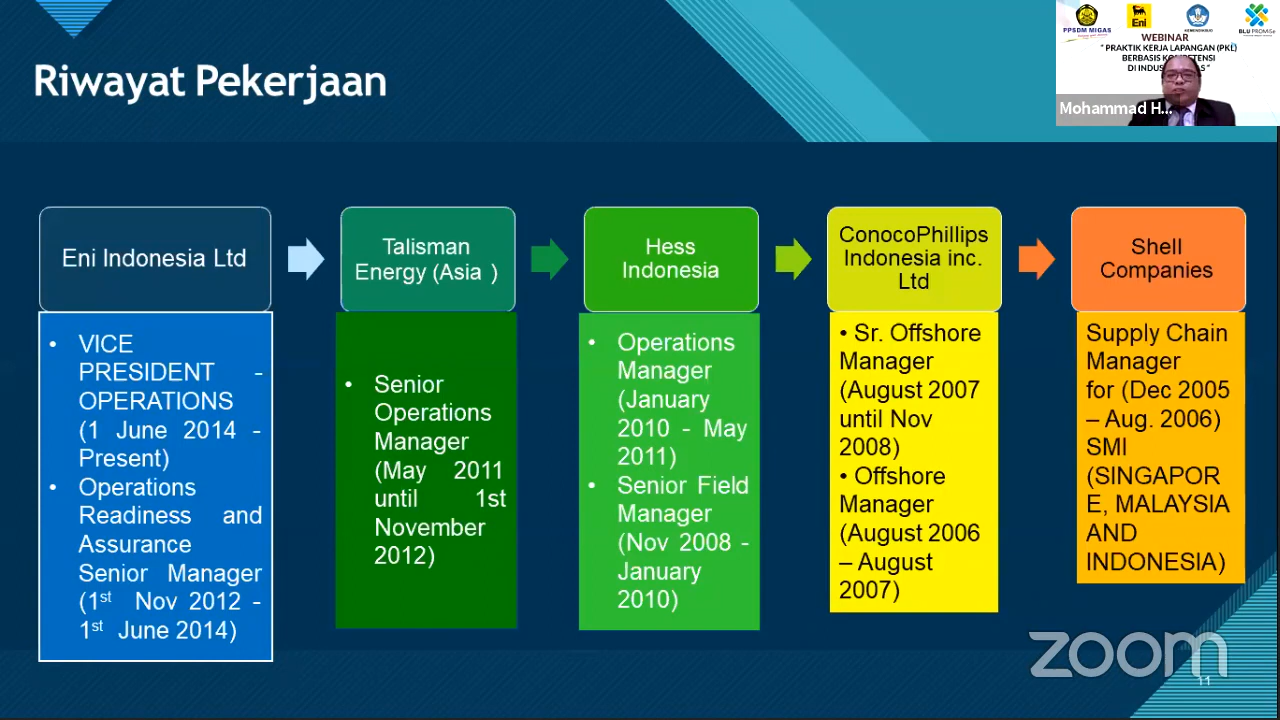 Riwayat Pekerjaan
PPSDM MIGAS
Eni
BLU PROMISe
WEBINAR
“ PRAKTIK KERJA LAPANGAN (PKL)
BERBASIS KOMPETENSI
DI
Mohammad H...
Eni Indonesia Ltd
• VICE
PRESIDENT -
OPERATIONS
(1 June 2014 -
Present)
• Operations
Readiness and
Assurance
Senior Manager
(1st Nov 2012 -
1st June 2014)
Talisman
Energy (Asia )
• Senior
Operations
Manager
(May 2011
until 1st
November
2012)
Hess
Indonesia
• Operations
Manager
(January
2010 - May
2011)
• Senior Field
Manager
(Nov 2008 -
January
2010)
ConocoPhillips
Indonesia inc.
Ltd
• Sr. Offshore
Manager
(August 2007
until Nov
2008)
• Offshore
Manager
(August 2006
– August
2007)
Shell
Companies
Supply Chain
Manager
for (Dec 2005
– Aug. 2006)
SMI
(SINGAPOR
E, MALAYSIA
AND
INDONESIA)
zoom
11